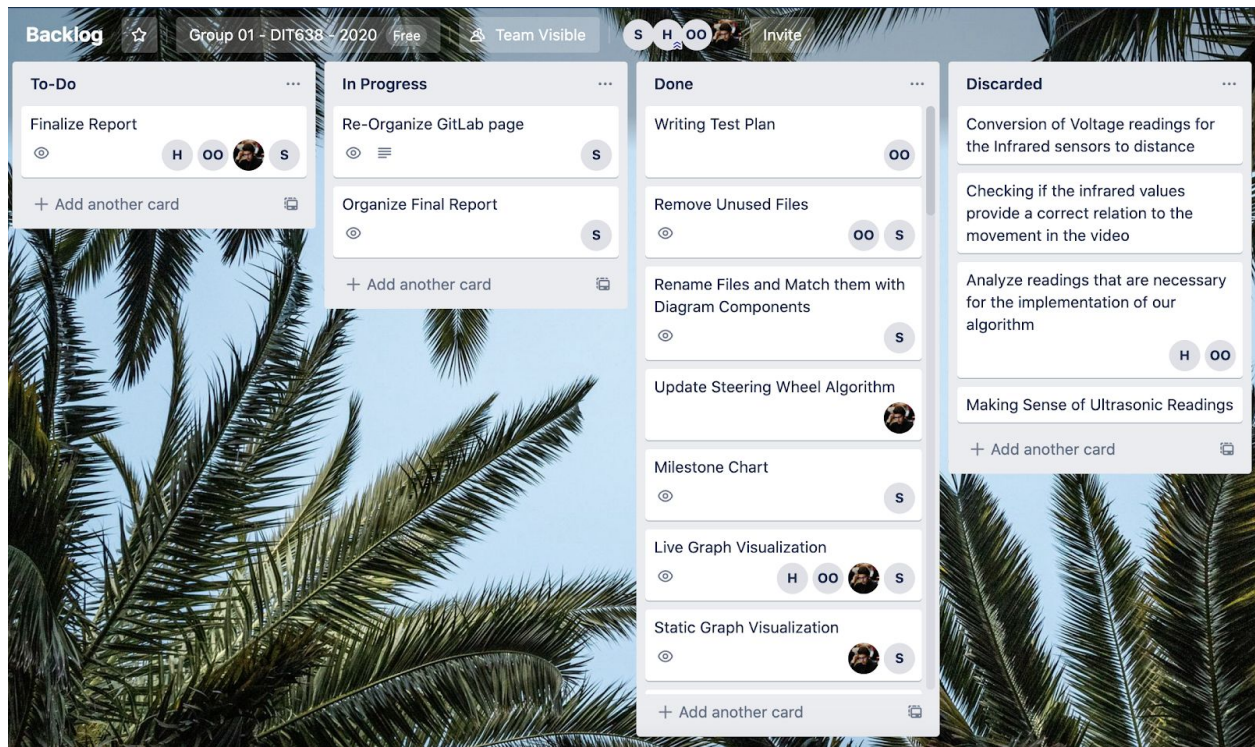 Backlog
Group 01 - DIT638 - 2020 Free
Team Visible
S H OO
Invite
To-Do
Finalize Report
H OO S
+ Add another card
In Progress
Re-Organize GitLab page
S
Organize Final Report
S
+ Add another card
Done
Writing Test Plan
OO
Remove Unused Files
OO S
Rename Files and Match them with
Diagram Components
S
Update Steering Wheel Algorithm
Milestone Chart
S
Live Graph Visualization
H OO S
Static Graph Visualization
S
+ Add another card
Discarded
Conversion of Voltage readings for
the Infrared sensors to distance
Checking if the infrared values
provide a correct relation to the
movement in the video
Analyze readings that are necessary
for the implementation of our
algorithm
H OO
Making Sense of Ultrasonic Readings
+ Add another card